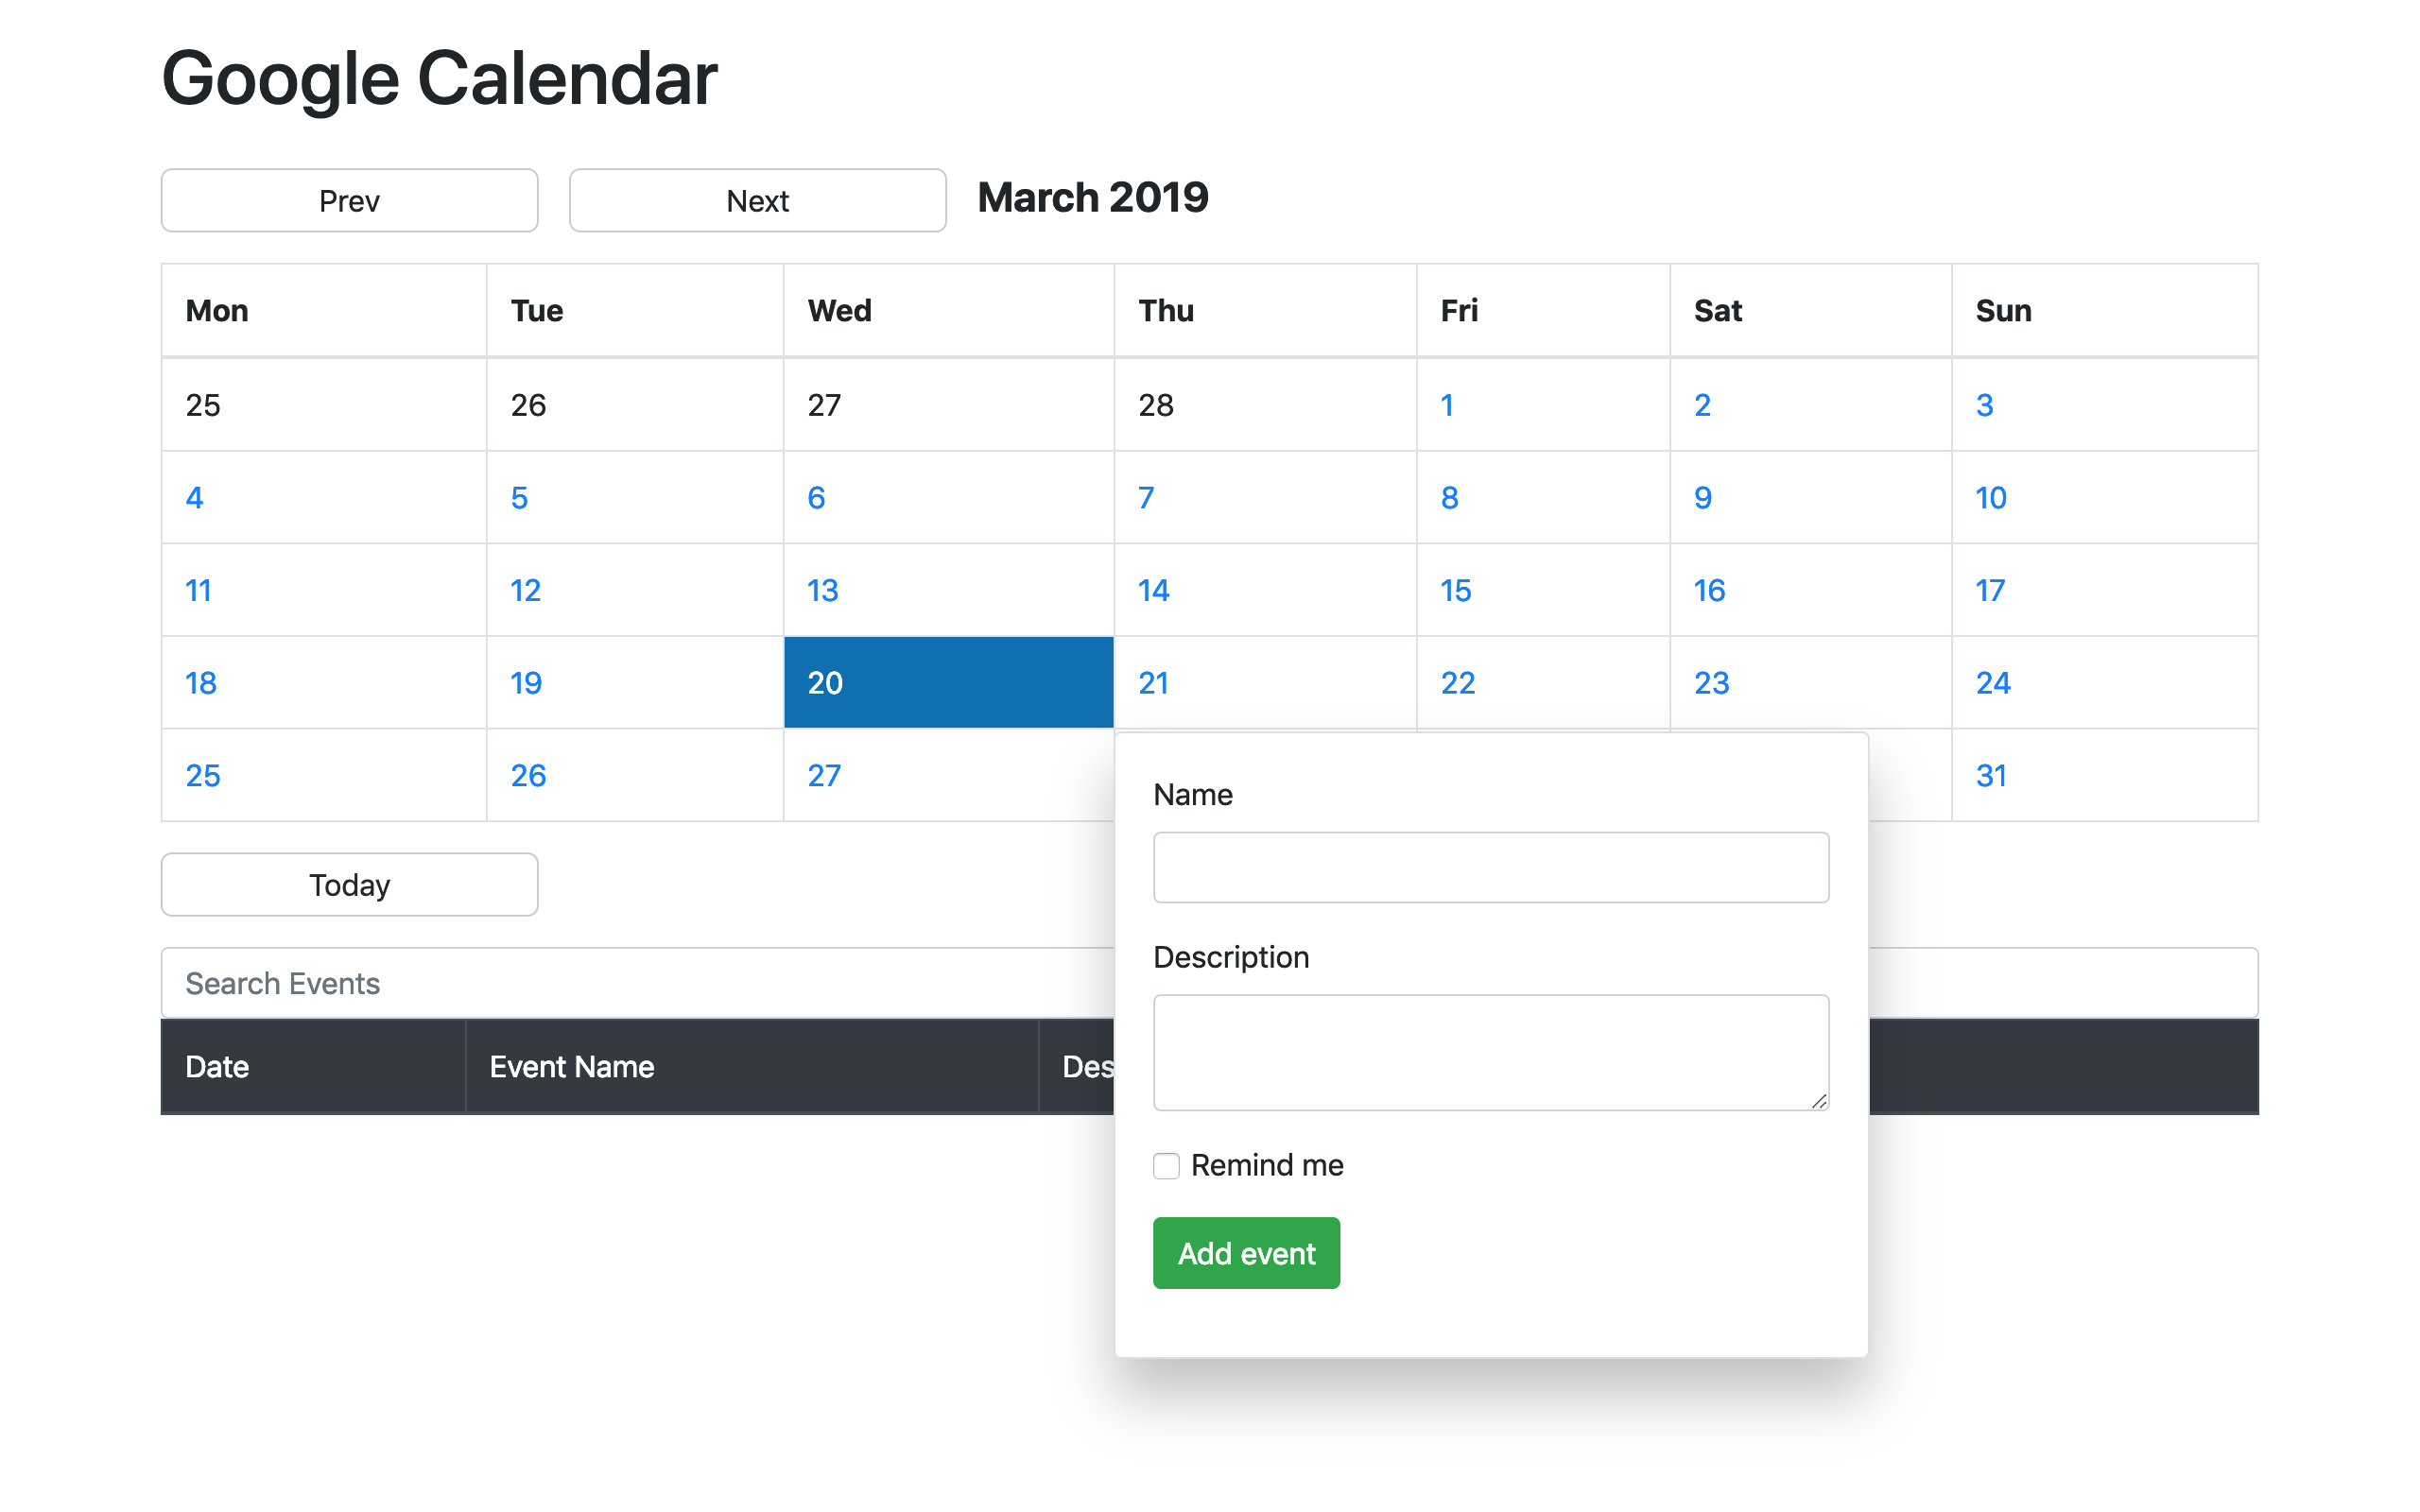 Google Calendar
Prev Next March 2019
Mon Tue Wed Thu Fri Sat Sun
25 26 27 28 1 2 3
4 5 6 7 8 9 10
11 12 13 14 15 16 17
18 19 20 21 22 23 24
25 26 27 31
Name
Today
Description
Search Events
Date Event Name Des
Remind me
Add event